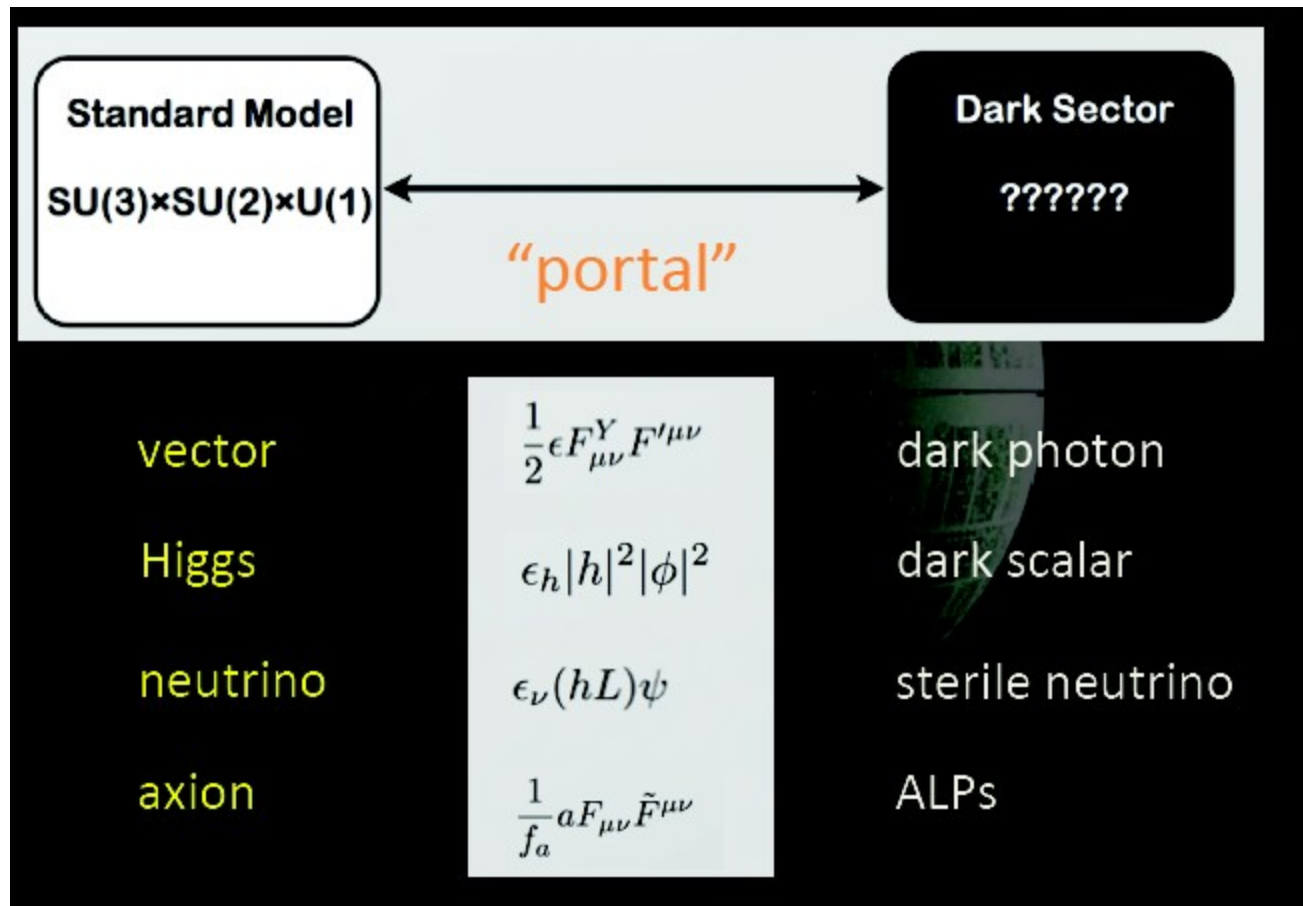 Standard Model Dark Sector
SU(3)×SU(2)×U(1) ??????
“portal”
vector $\frac{1}{2}\epsilon F^{Y}_{\mu\nu}F'^{\mu\nu}$ dark photon
Higgs $\epsilon_h|h|^2|\phi|^2$ dark scalar
neutrino $\epsilon_\nu(hL)\psi$ sterile neutrino
axion $\frac{1}{f_a}aF_{\mu\nu}\tilde{F}^{\mu\nu}$ ALPs